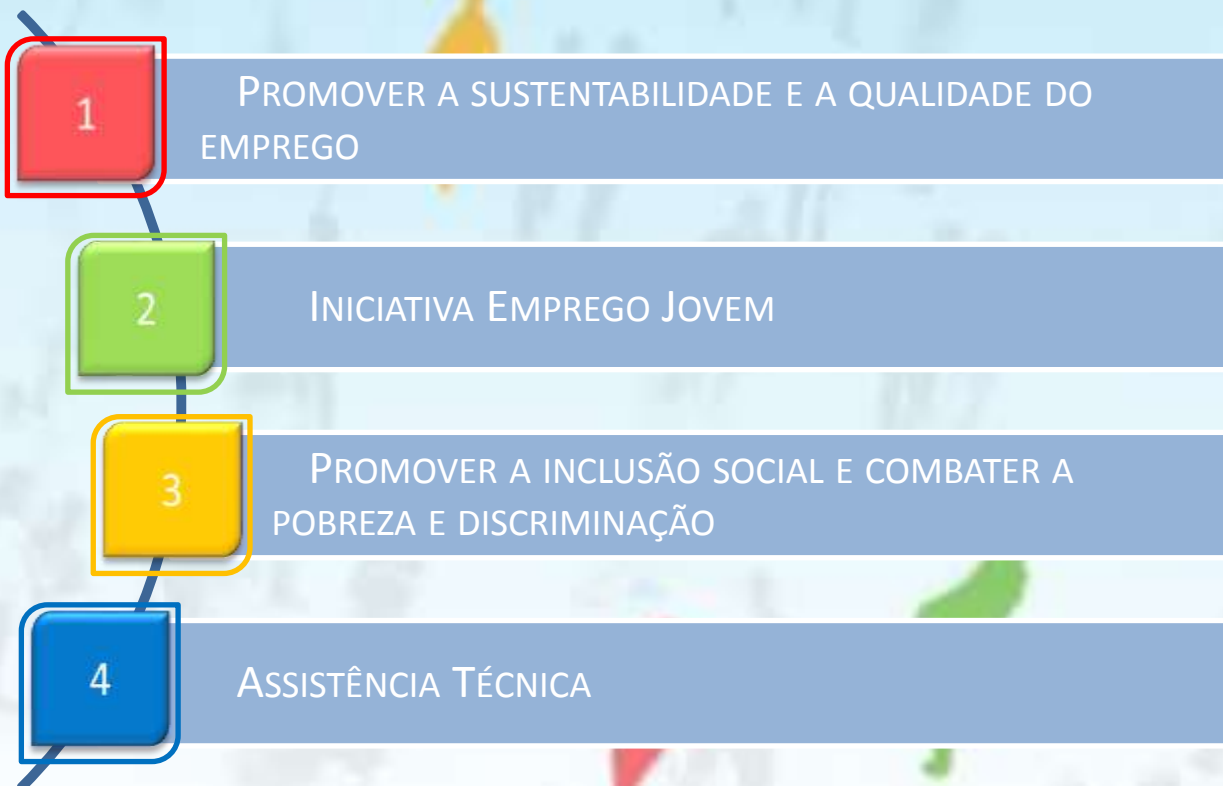 1
PROMOVER A SUSTENTABILIDADE E A QUALIDADE DO
EMPREGO
2
INICIATIVA EMPREGO JOVEM
3
PROMOVER A INCLUSÃO SOCIAL E COMBATER A
POBREZA E DISCRIMINAÇÃO
4
ASSISTÊNCIA TÉCNICA